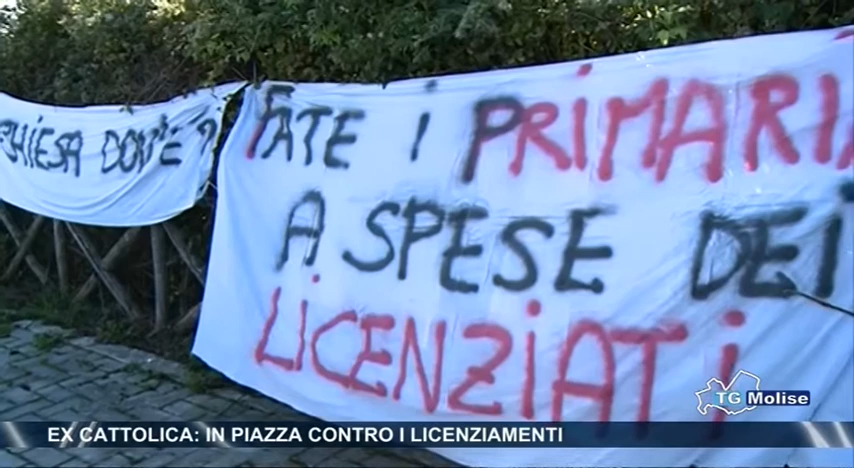 CHIESA DOV'È?
FATE i PRiMARi
A SPESE DEi
LiCENZiATi
TG Molise
EX CATTOLICA: IN PIAZZA CONTRO I LICENZIAMENTI